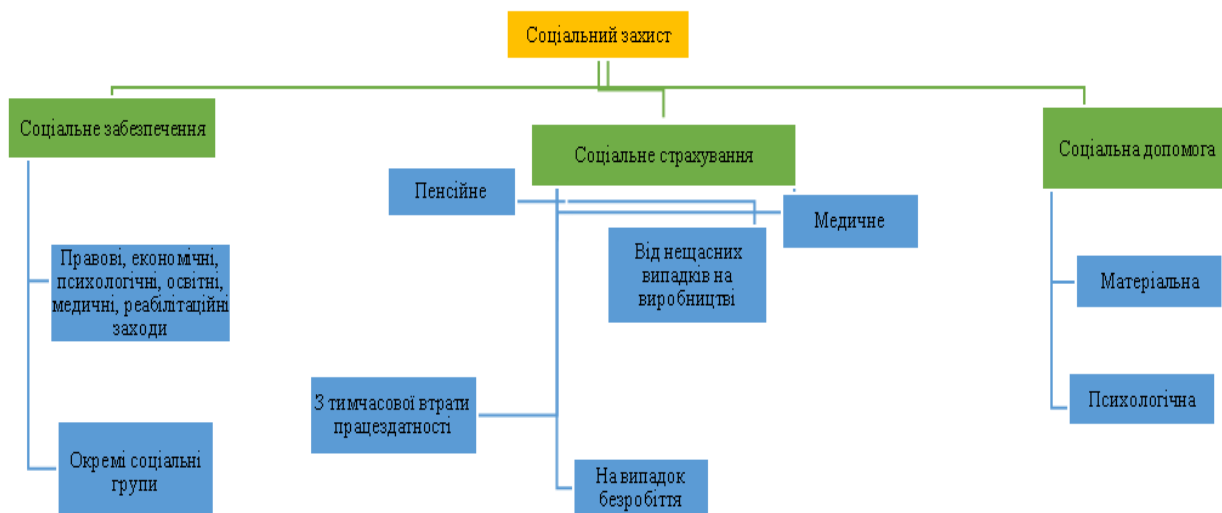 Соціальний захист
Соціальне забезпечення
Соціальне страхування
Соціальна допомога
Правові, економічні,
психологічні, освітні,
медичні, реабілітаційні
заходи
Окремі соціальні
групи
Пенсійне
Медичне
Від нещасних
випадків на
виробництві
З тимчасової втрати
працездатності
На випадок
безробіття
Матеріальна
Психологічна